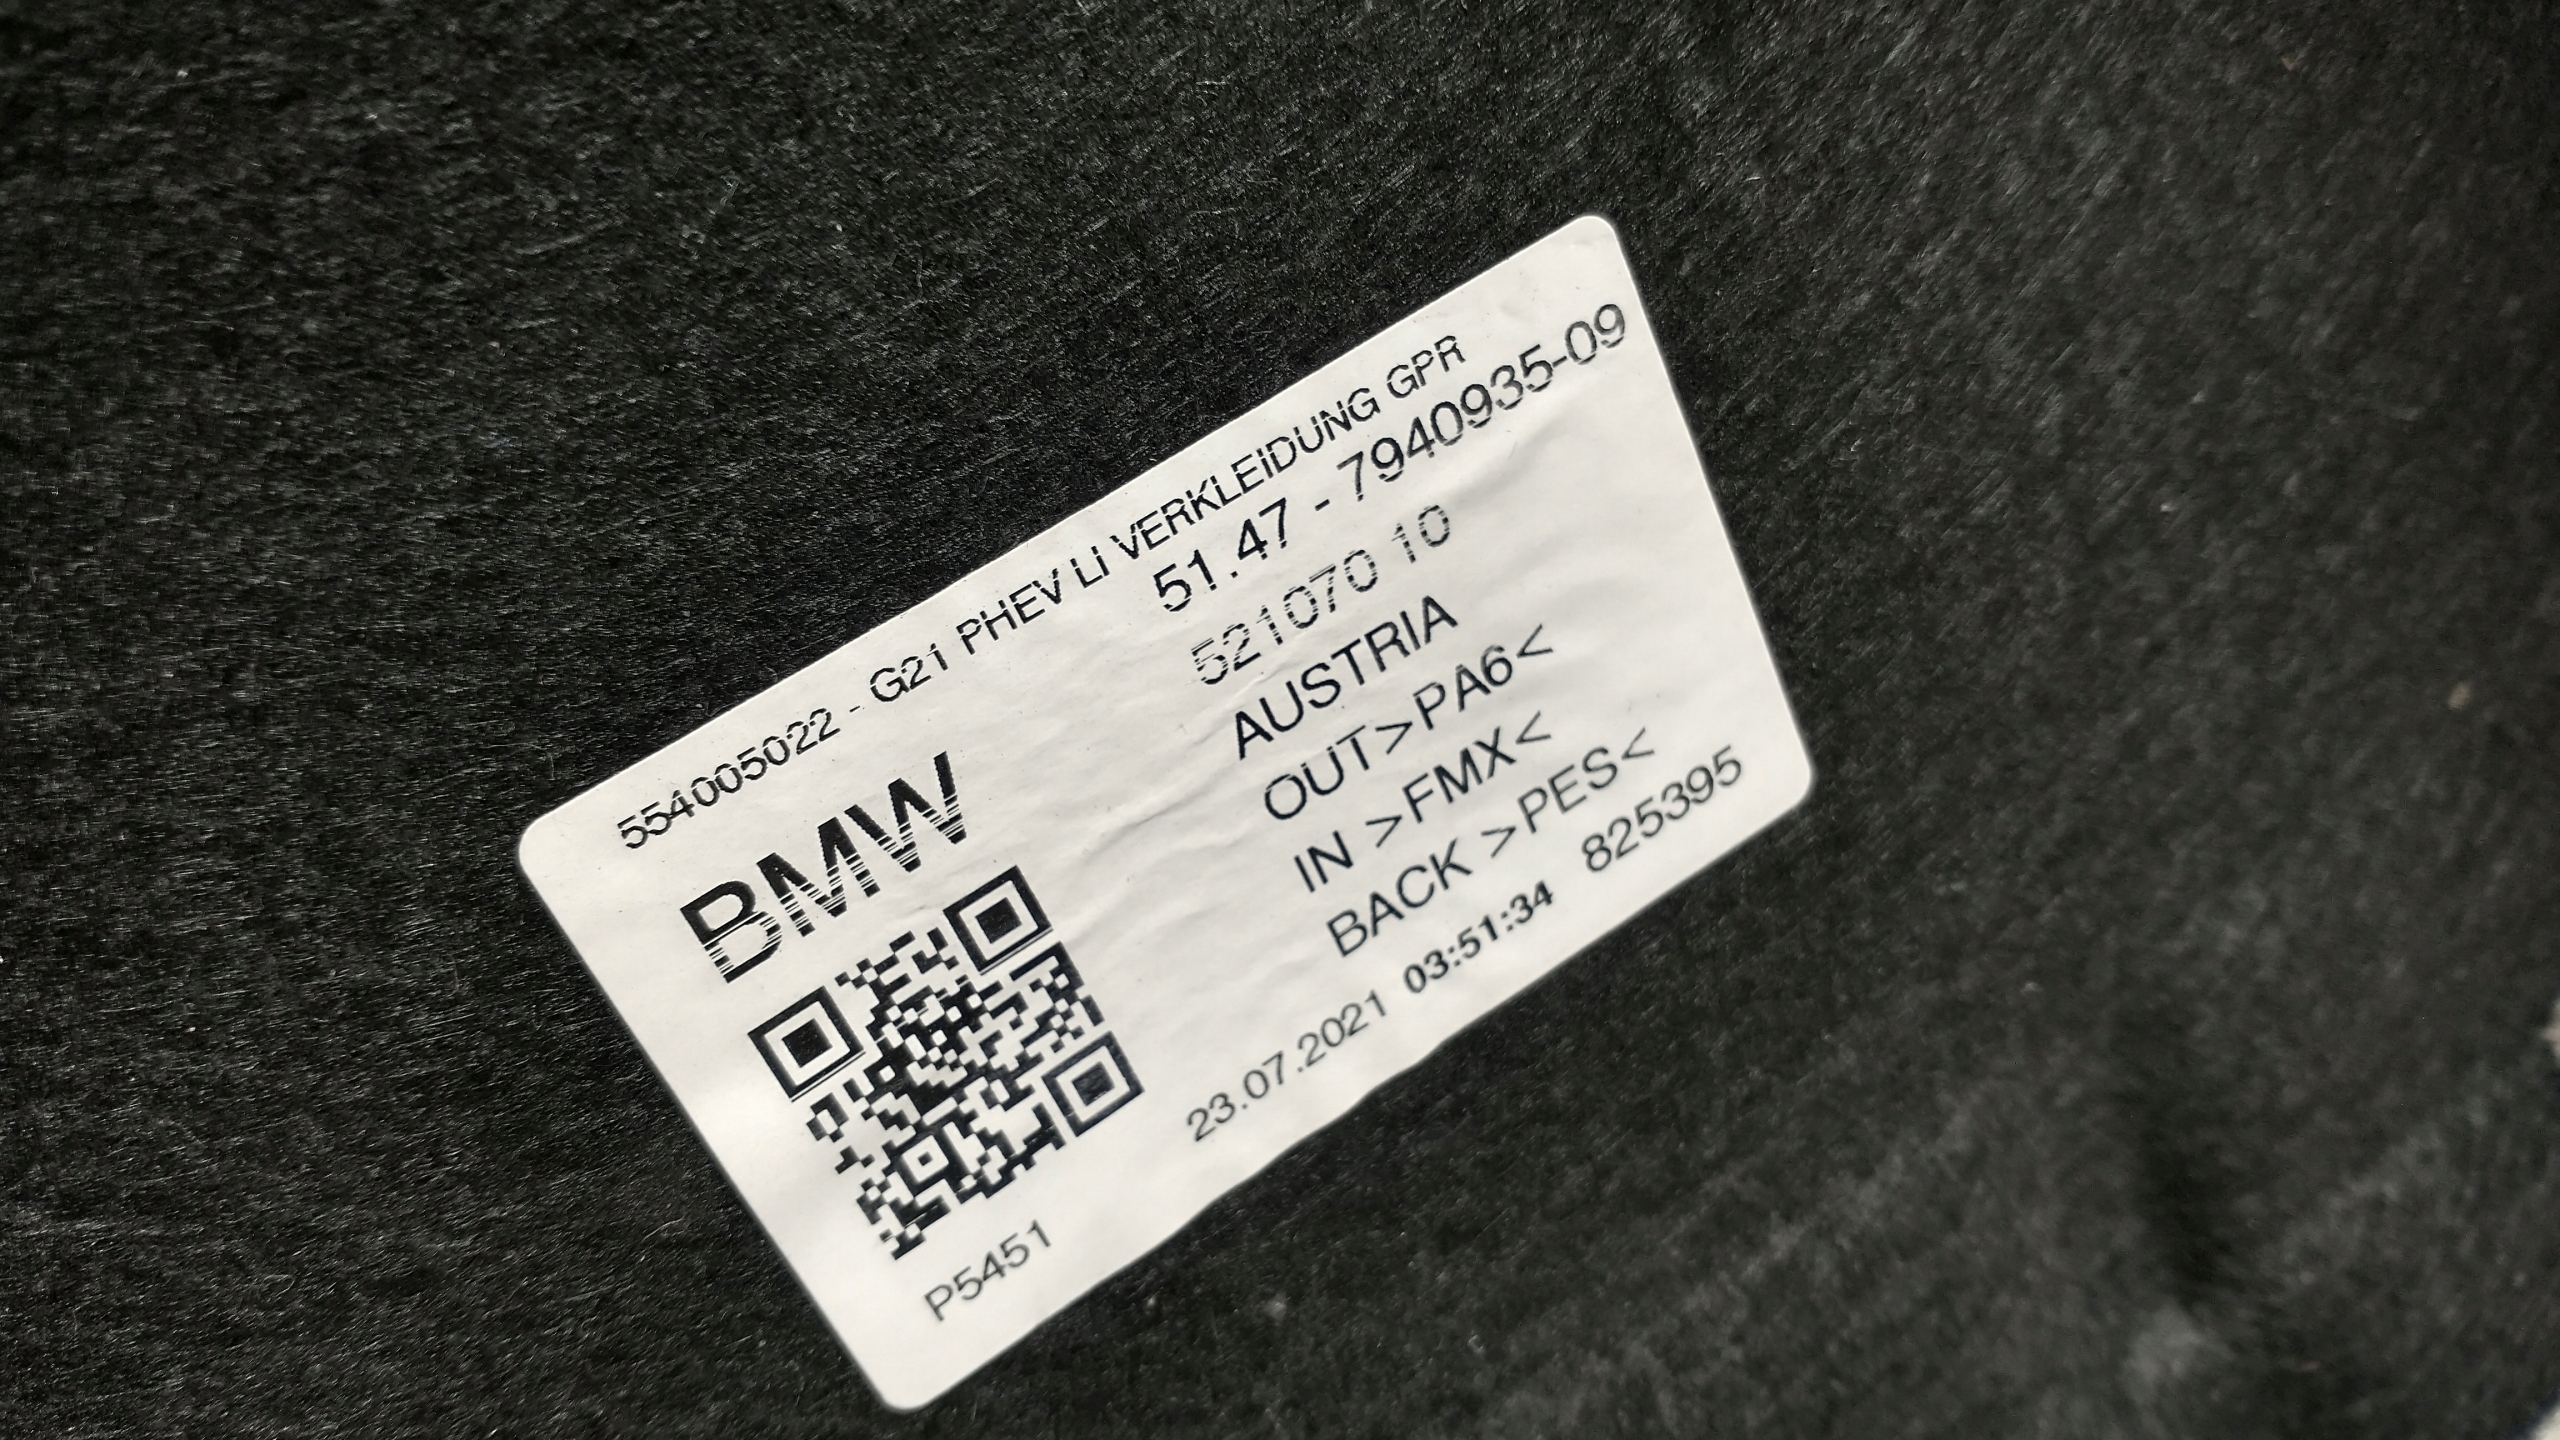 554005022 - G21 PHEV LI VERKLEIDUNG GPR
51.47 - 7940935-09
521070 10
BMW
AUSTRIA
OUT>PA6<
IN >FMX<
BACK >PES<
23.07.2021 03:51:34 825395
P5451